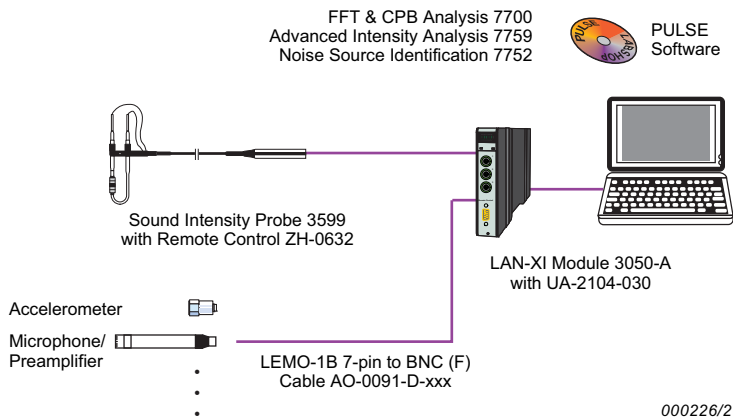 FFT & CPB Analysis 7700
Advanced Intensity Analysis 7759
Noise Source Identification 7752
PULSE
LABSHOP
PULSE
Software
Sound Intensity Probe 3599
with Remote Control ZH-0632
LAN-XI Module 3050-A
with UA-2104-030
Accelerometer
Microphone/
Preamplifier
LEMO-1B 7-pin to BNC (F)
Cable AO-0091-D-xxx
000226/2